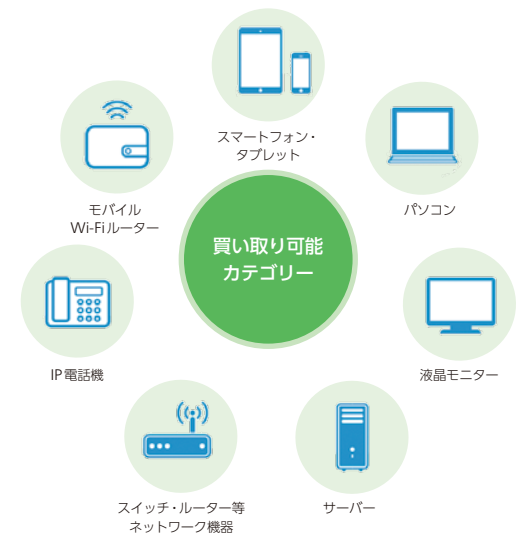 スマートフォン・
タブレット
モバイル
Wi-Fiルーター
パソコン
買い取り可能
カテゴリー
IP電話機
液晶モニター
スイッチ・ルーター等
ネットワーク機器
サーバー